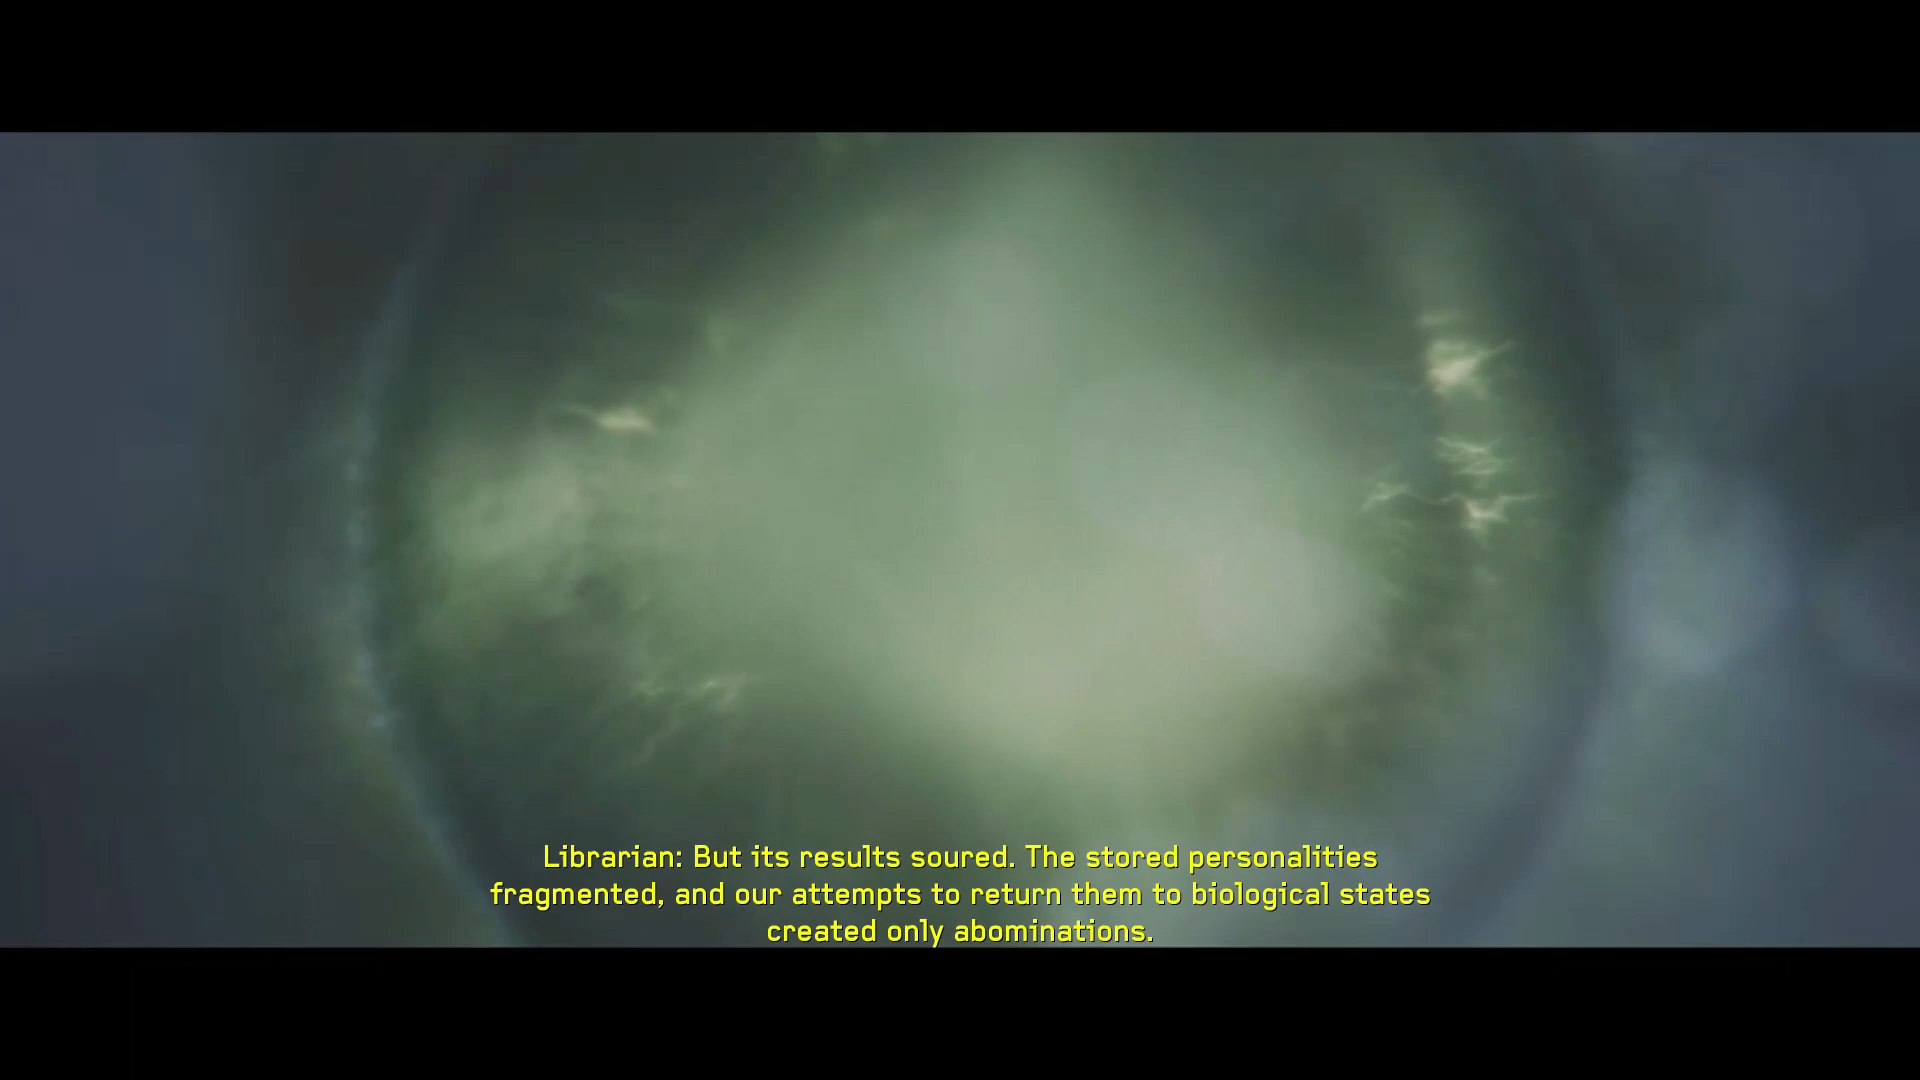 Librarian: But its results soured. The stored personalities
fragmented, and our attempts to return them to biological states
created only abominations.